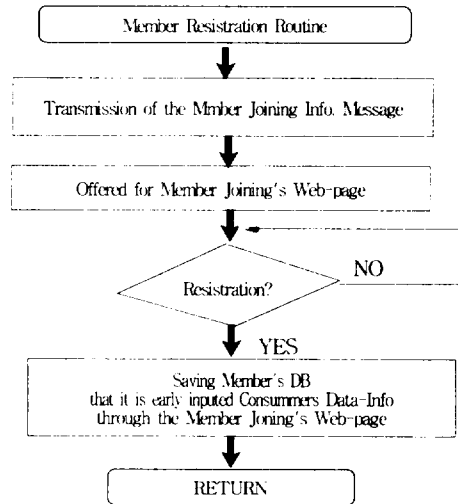 Member Resistration Routine
Transmission of the Mmber Joining Info. Message
Offered for Member Joining's Web-page
Resistration?
NO
YES
Saving Member's DB
that it is early inputed Consummers Data-Info
through the Member Joning's Web-page
RETURN